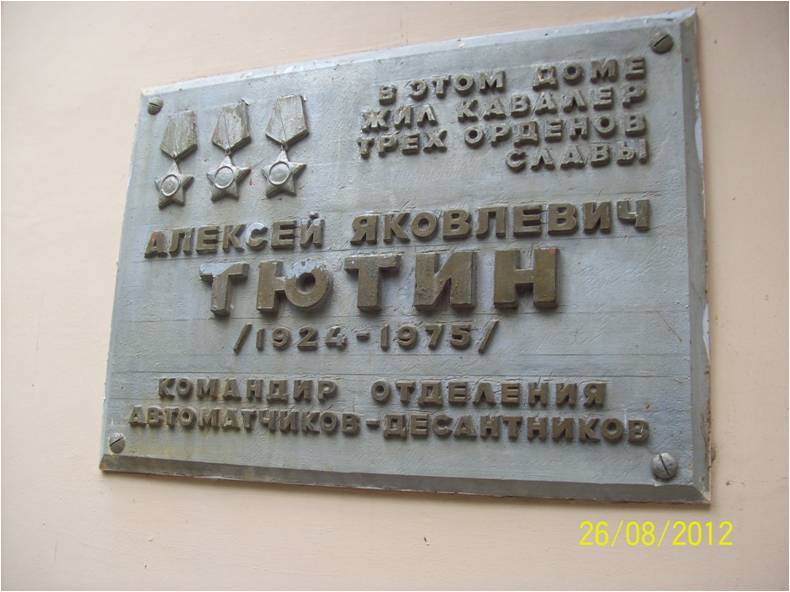 В ЭТОМ ДОМЕ
ЖИЛ КАВАЛЕР
ТРЕХ ОРДЕНОВ
СЛАВЫ
АЛЕКСЕЙ ЯКОВЛЕВИЧ
ТЮТИН
/1924-1975/
КОМАНДИР ОТДЕЛЕНИЯ
АВТОМАТЧИКОВ-ДЕСАНТНИКОВ
26/08/2012